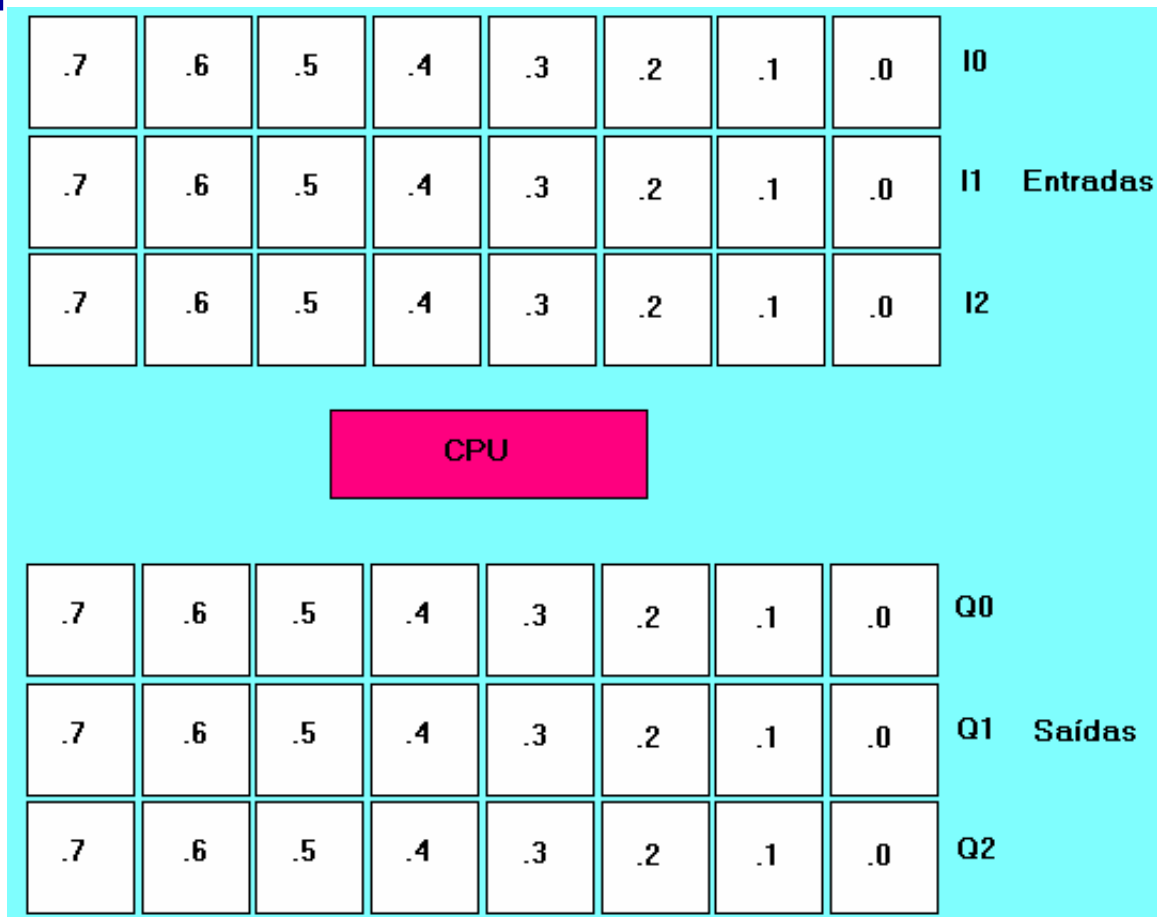 .7 .6 .5 .4 .3 .2 .1 .0 I0
.7 .6 .5 .4 .3 .2 .1 .0 I1 Entradas
.7 .6 .5 .4 .3 .2 .1 .0 I2
CPU
.7 .6 .5 .4 .3 .2 .1 .0 Q0
.7 .6 .5 .4 .3 .2 .1 .0 Q1 Saídas
.7 .6 .5 .4 .3 .2 .1 .0 Q2